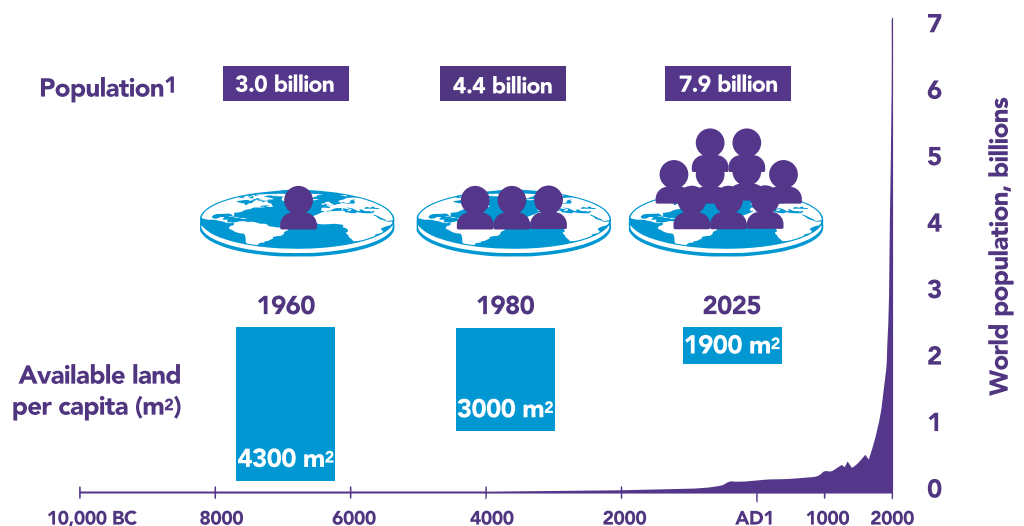 7
Population1
3.0 billion
4.4 billion
7.9 billion
6
5
4
3
2
1
0
World population, billions
1960
1980
2025
Available land
per capita (m2)
4300 m2
3000 m2
1900 m2
10,000 BC
8000
6000
4000
2000
AD1
1000
2000